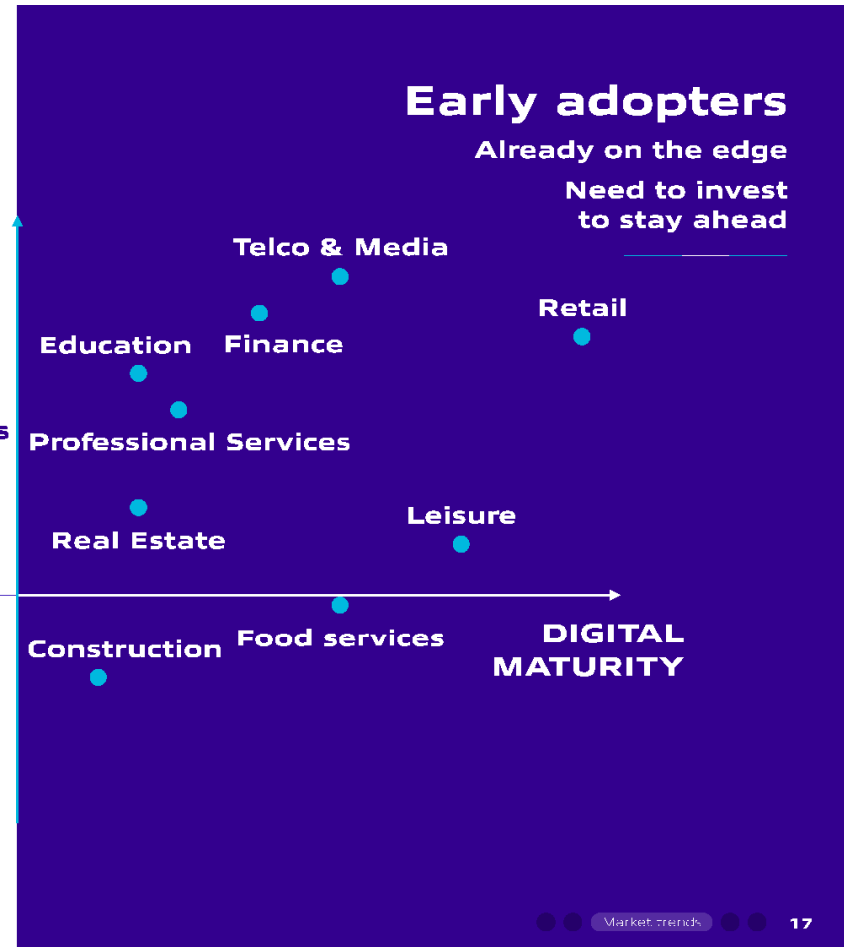 Early adopters
Already on the edge
Need to invest
to stay ahead
Telco & Media
Retail
Education
Finance
s
Professional Services
Leisure
Real Estate
Food services
Construction
DIGITAL
MATURITY
Market trends
17